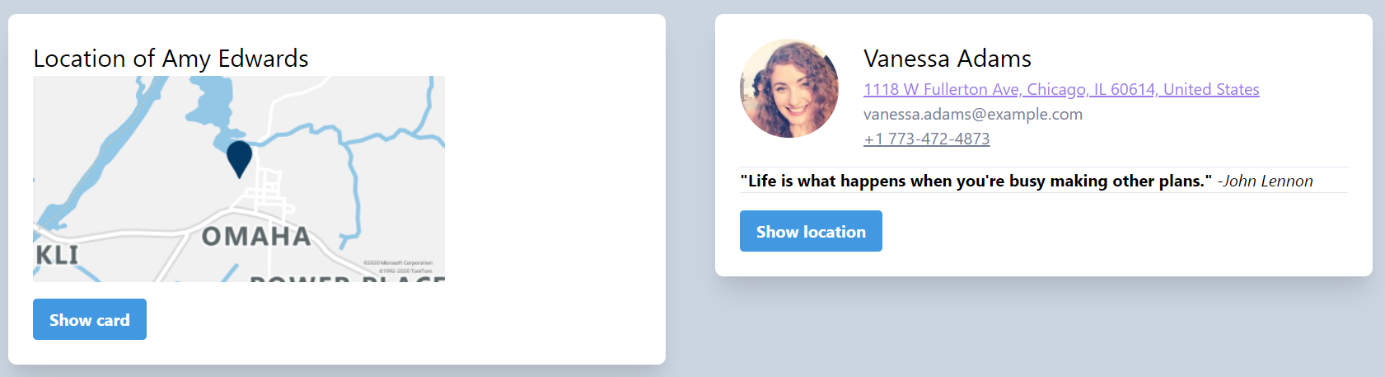 Location of Amy Edwards
OMAHA
KLI
©2020 Microsoft Corporation
©1992-2020 TomTom
POWER PLACE
Show card
Vanessa Adams
1118 W Fullerton Ave, Chicago, IL 60614, United States
vanessa.adams@example.com
+1 773-472-4873
"Life is what happens when you're busy making other plans." -John Lennon
Show location